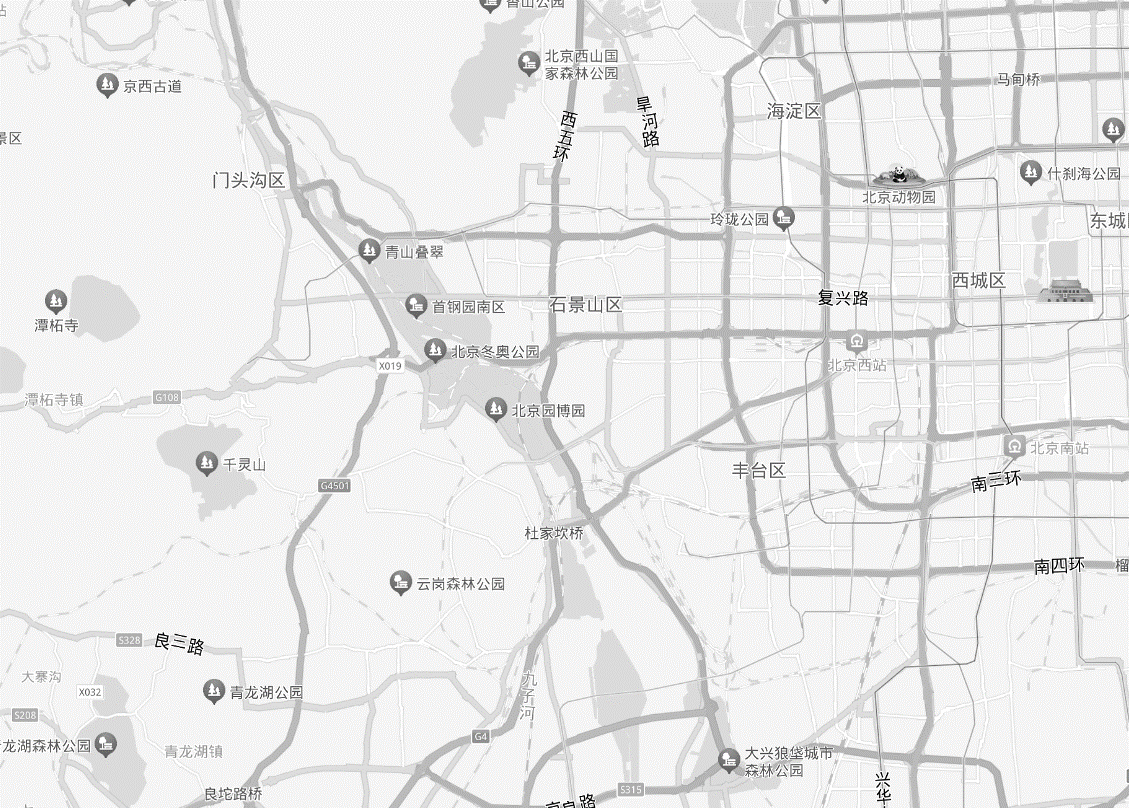 香山公园
北京西山国
家森林公园
京西古道
马甸桥
海淀区
旱河路
西五环
景区
门头沟区
什刹海公园
北京动物园
玲珑公园
东城
青山叠翠
西城区
复兴路
首钢园南区
石景山区
潭柘寺
北京冬奥公园
X019
北京西站
G108
潭柘寺镇
北京园博园
北京南站
千灵山
丰台区
南三环
G4501
杜家坎桥
南四环
榴
云岗森林公园
S328
良三路
大寨沟
X032
青龙湖公园
九子河
S208
G4
龙湖森林公园
青龙湖镇
大兴狼垡城市
森林公园
S315
良坨路桥
京良路
兴华